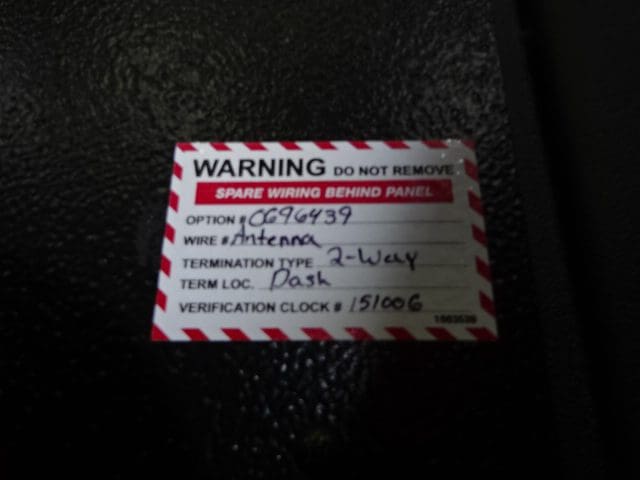 WARNING DO NOT REMOVE
SPARE WIRING BEHIND PANEL
OPTION # C696439
WIRE # Antenna
TERMINATION TYPE 2-Way
TERM LOC. Dash
VERIFICATION CLOCK # 151006